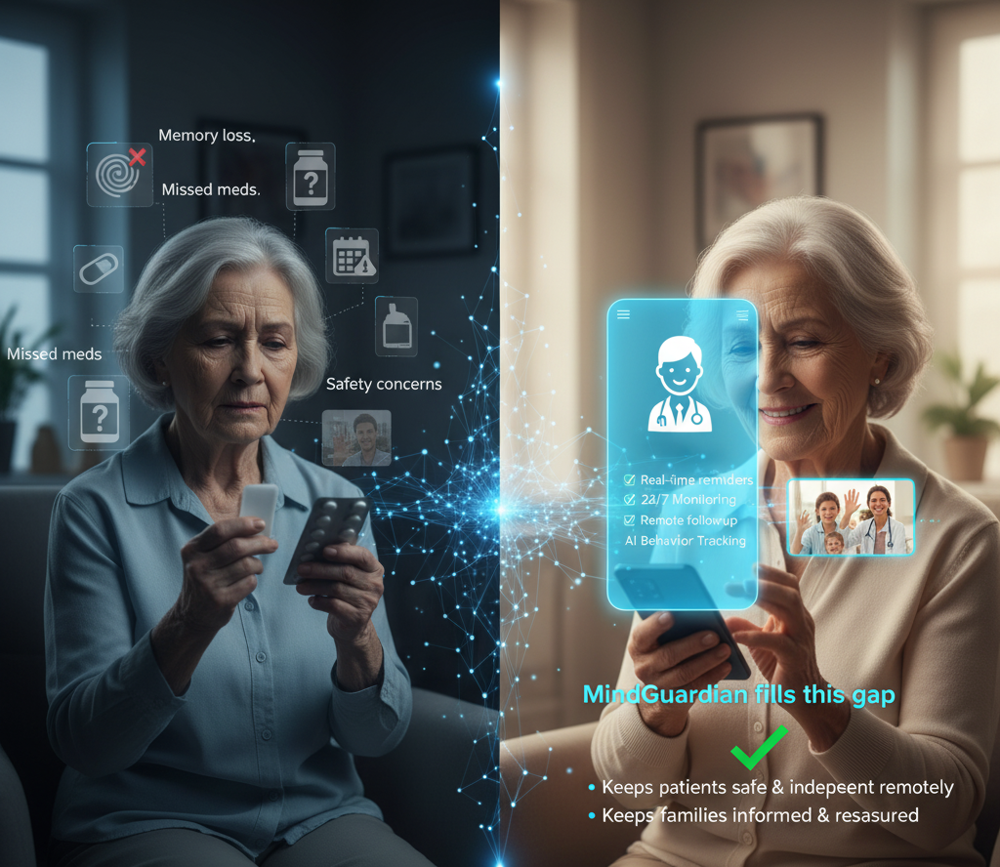 Memory loss,
Missed meds.
Missed meds
Safety concerns
Real-time remriders
24/7 Monitoring
Remote followup
AI Behavior Tracking
MindGuardian fills this gap
Keeps patients safe & indepeent remotely
Keeps families informed & resasured